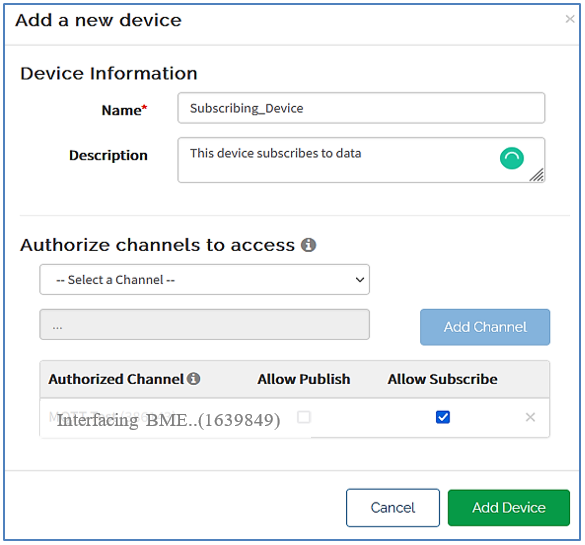 Add a new device
×
Device Information
Name*
Subscribing_Device
Description
This device subscribes to data
Authorize channels to access
-- Select a Channel --
...
Add Channel
Authorized Channel Allow Publish Allow Subscribe
Interfacing BME..(1639849)
Cancel Add Device